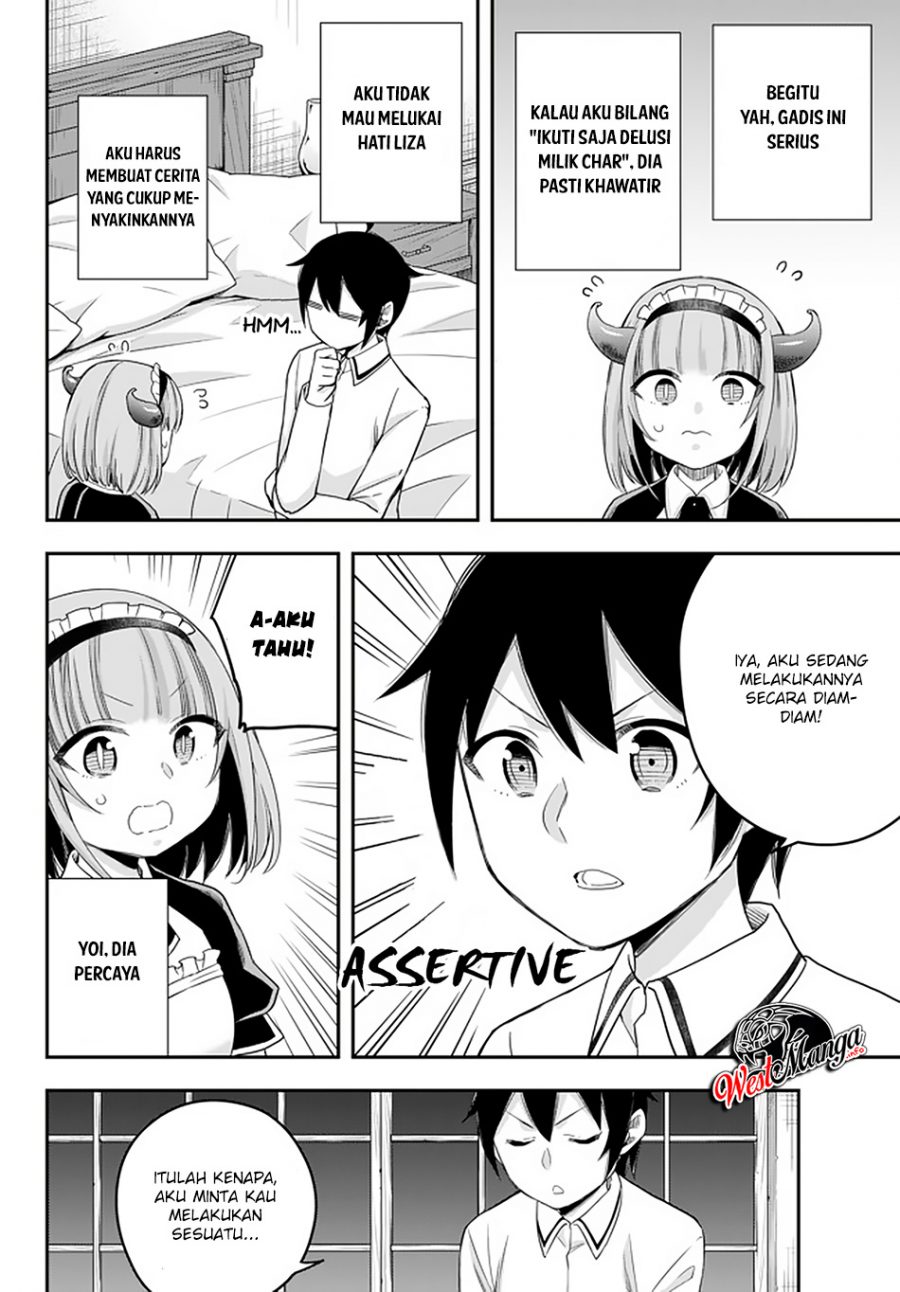 BEGITU
YAH, GADIS INI
SERIUS
KALAU AKU BILANG
"IKUTI SAJA DELUSI
MILIK CHAR", DIA
PASTI KHAWATIR
AKU TIDAK
MAU MELUKAI
HATI LIZA
AKU HARUS
MEMBUAT CERITA
YANG CUKUP ME-
NYAKINKANNYA
HMM...
IYA, AKU SEDANG
MELAKUKANNYA
SECARA DIAM-
DIAM!
ASSERTIVE
A-AKU
TAHU!
YOI, DIA
PERCAYA
WestManga
.info
ITULAH KENAPA,
AKU MINTA KAU
MELAKUKAN
SESUATU...